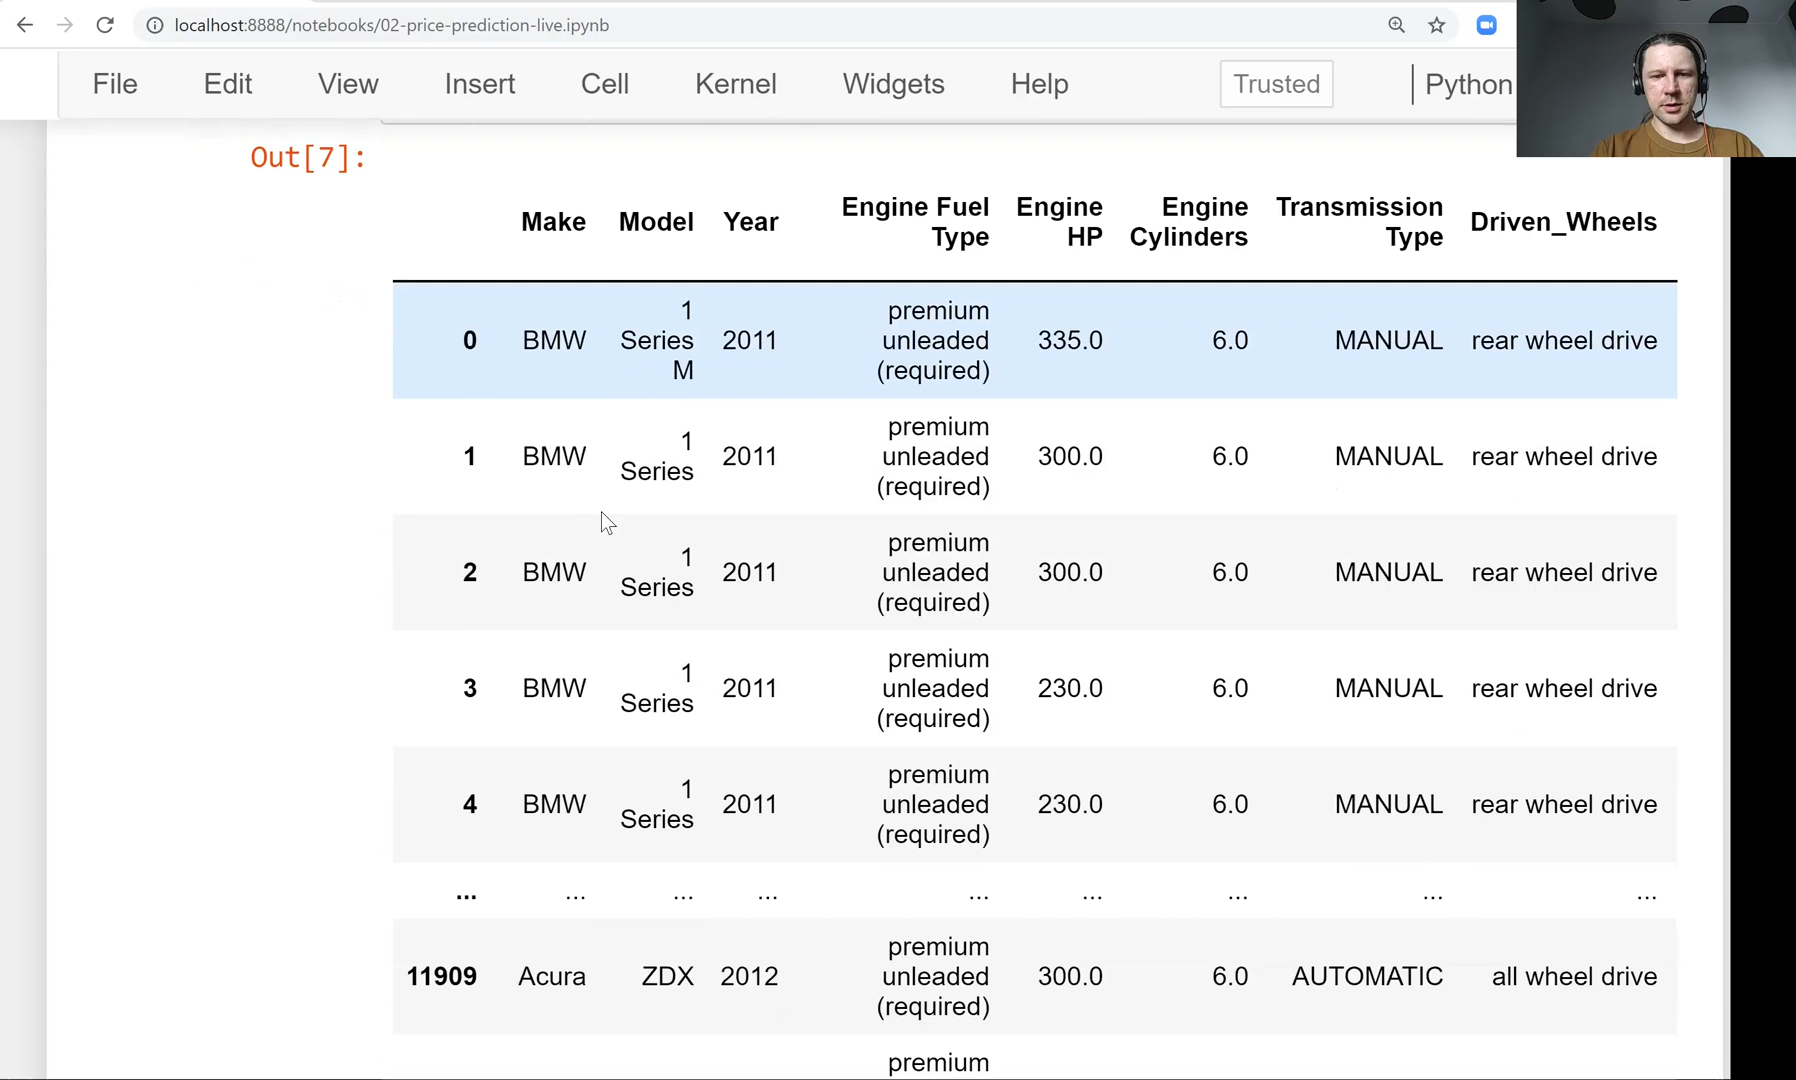 localhost:8888/notebooks/02-price-prediction-live.ipynb
File Edit View Insert Cell Kernel Widgets Help Trusted Python
Out[7]:
Make Model Year Engine Fuel Type Engine HP Engine Cylinders Transmission Type Driven_Wheels
0 BMW 1 Series M 2011 premium unleaded (required) 335.0 6.0 MANUAL rear wheel drive
1 BMW 1 Series 2011 premium unleaded (required) 300.0 6.0 MANUAL rear wheel drive
2 BMW 1 Series 2011 premium unleaded (required) 300.0 6.0 MANUAL rear wheel drive
3 BMW 1 Series 2011 premium unleaded (required) 230.0 6.0 MANUAL rear wheel drive
4 BMW 1 Series 2011 premium unleaded (required) 230.0 6.0 MANUAL rear wheel drive
... ... ... ... ... ... ... ... ...
11909 Acura ZDX 2012 premium unleaded (required) 300.0 6.0 AUTOMATIC all wheel drive
premium